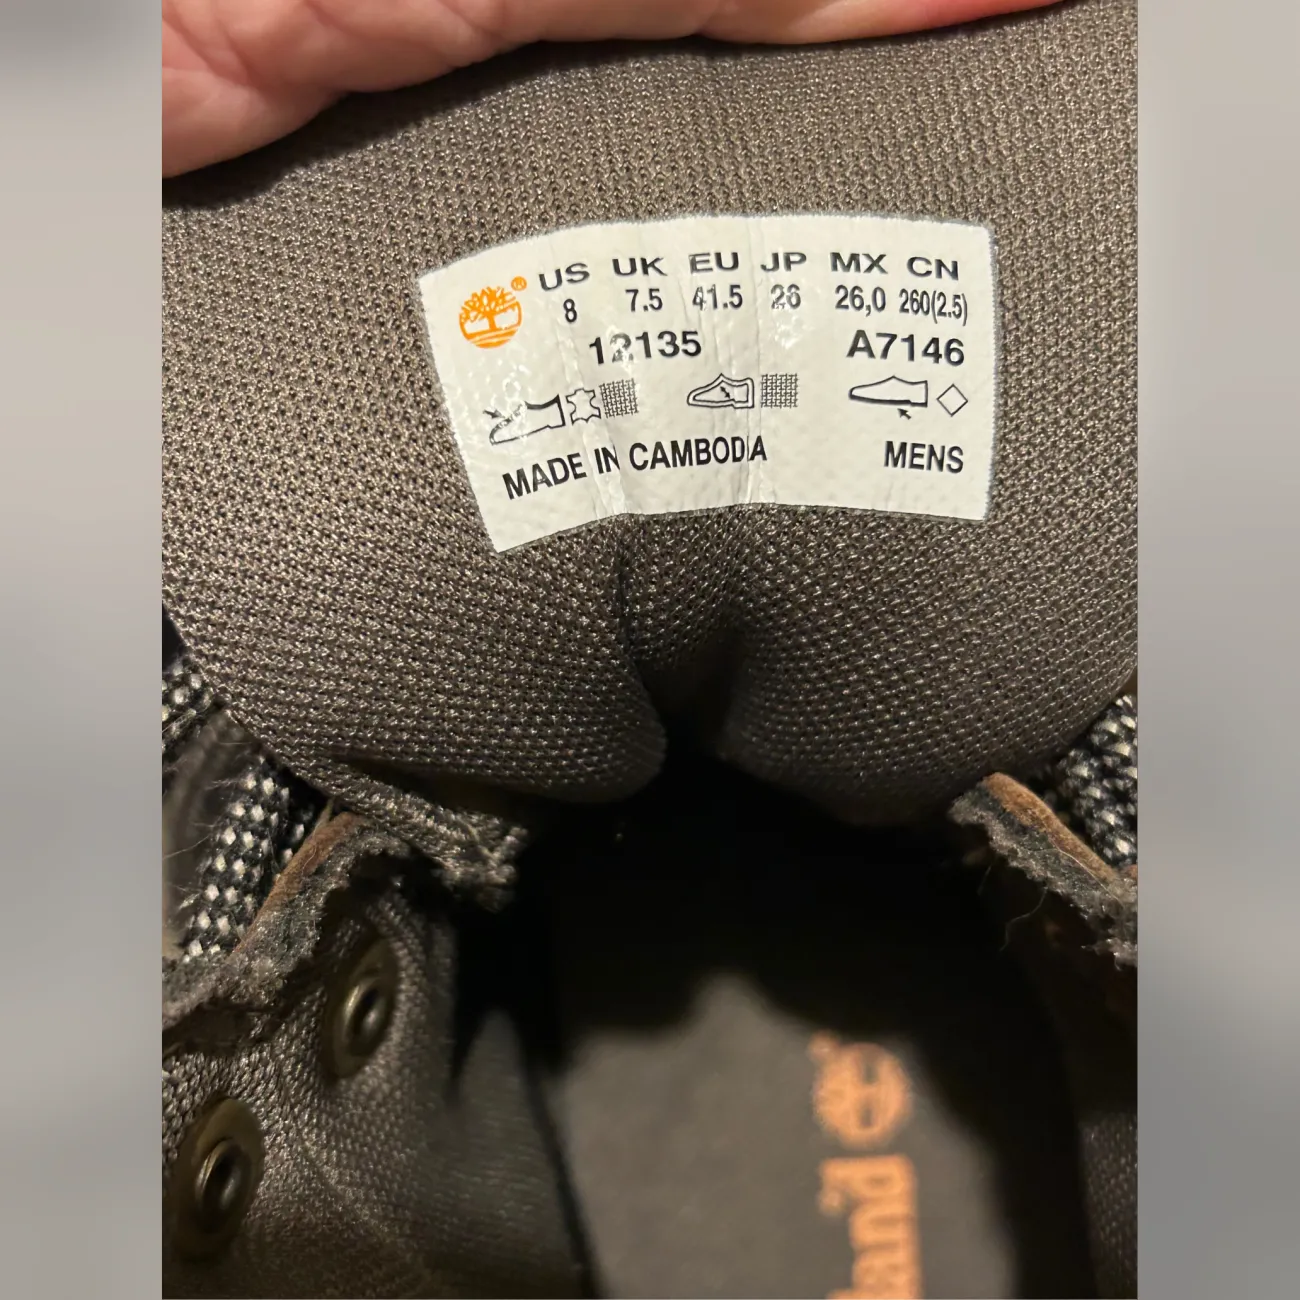 US UK EU JP MX CN
8 7.5 41.5 26 26,0 260(2.5)
12135 A7146
MADE IN CAMBODIA MENS